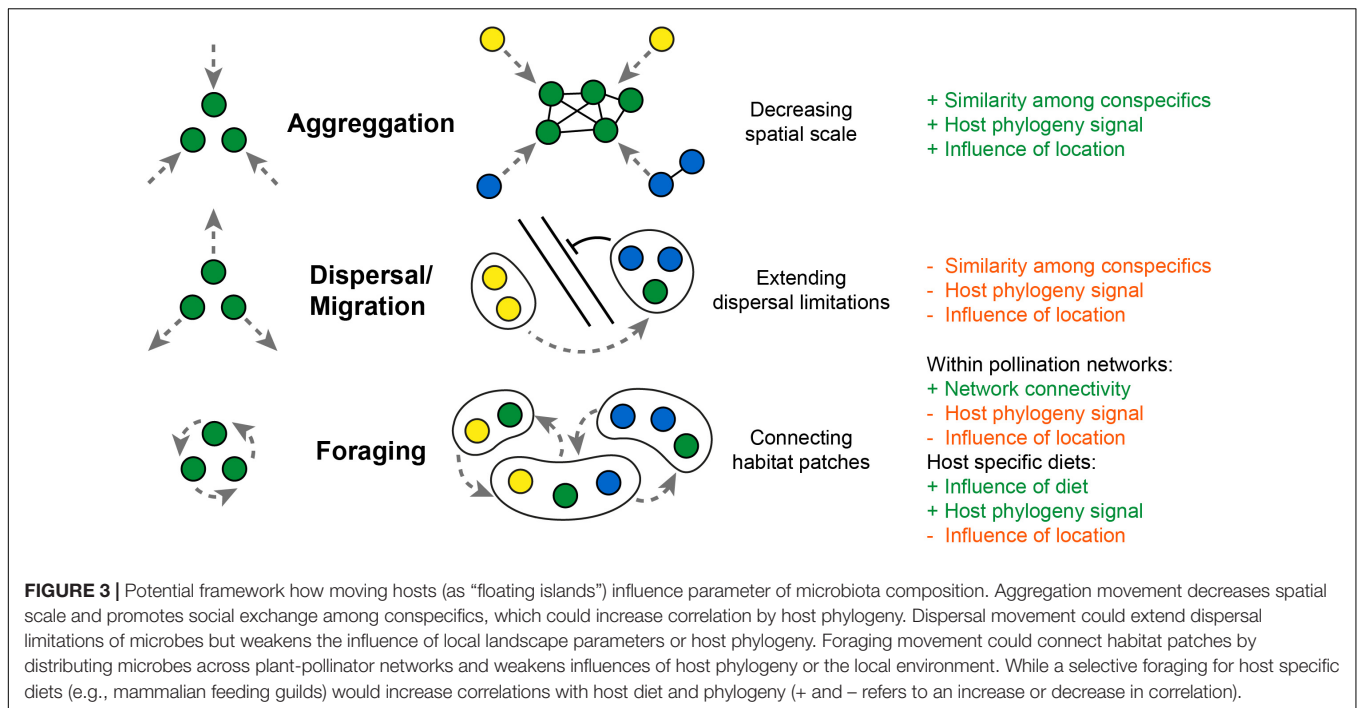 Aggreggation
Decreasing
spatial scale
+ Similarity among conspecifics
+ Host phylogeny signal
+ Influence of location
Dispersal/
Migration
Extending
dispersal limitations
- Similarity among conspecifics
- Host phylogeny signal
- Influence of location
Foraging
Connecting
habitat patches
Within pollination networks:
+ Network connectivity
- Host phylogeny signal
- Influence of location
Host specific diets:
+ Influence of diet
+ Host phylogeny signal
- Influence of location
FIGURE 3 | Potential framework how moving hosts (as “floating islands”) influence parameter of microbiota composition. Aggregation movement decreases spatial
scale and promotes social exchange among conspecifics, which could increase correlation by host phylogeny. Dispersal movement could extend dispersal
limitations of microbes but weakens the influence of local landscape parameters or host phylogeny. Foraging movement could connect habitat patches by
distributing microbes across plant-pollinator networks and weakens influences of host phylogeny or the local environment. While a selective foraging for host specific
diets (e.g., mammalian feeding guilds) would increase correlations with host diet and phylogeny (+ and – refers to an increase or decrease in correlation).